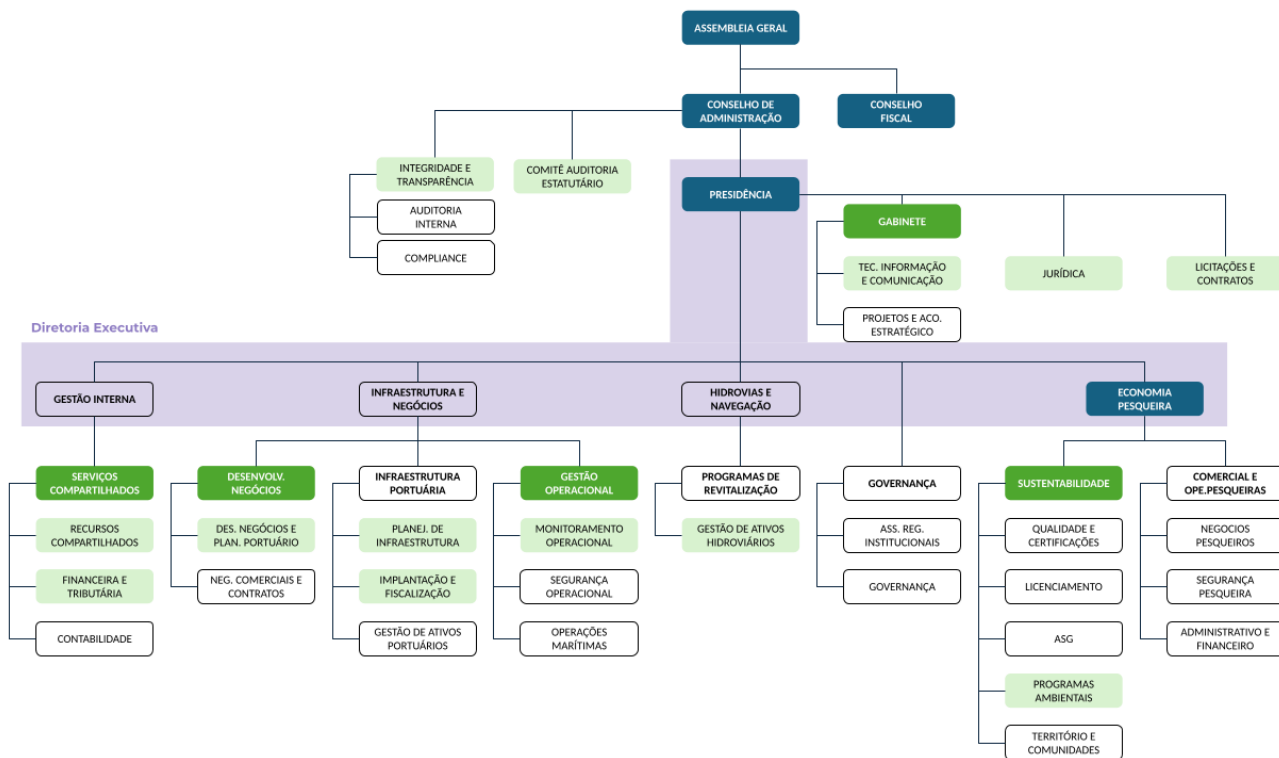 ASSEMBLEIA GERAL
CONSELHO DE
ADMINISTRAÇÃO
CONSELHO
FISCAL
INTEGRIDADE E
TRANSPARÊNCIA
COMITÊ AUDITORIA
ESTATUTÁRIO
PRESIDÊNCIA
AUDITORIA
INTERNA
GABINETE
COMPLIANCE
TEC. INFORMAÇÃO
E COMUNICAÇÃO
JURÍDICA
LICITAÇÕES E
CONTRATOS
PROJETOS E ACO.
ESTRATÉGICO
Diretoria Executiva
GESTÃO INTERNA
INFRAESTRUTURA E
NEGÓCIOS
HIDROVIAS E
NAVEGAÇÃO
ECONOMIA
PESQUEIRA
SERVIÇOS
COMPARTILHADOS
DESENVOLV.
NEGÓCIOS
INFRAESTRUTURA
PORTUÁRIA
GESTÃO
OPERACIONAL
PROGRAMAS DE
REVITALIZAÇÃO
GOVERNANÇA
SUSTENTABILIDADE
COMERCIAL E
OPE.PESQUEIRAS
RECURSOS
COMPARTILHADOS
DES. NEGÓCIOS E
PLAN. PORTUÁRIO
PLANEJ. DE
INFRAESTRUTURA
MONITORAMENTO
OPERACIONAL
GESTÃO DE ATIVOS
HIDROVIÁRIOS
ASS. REG.
INSTITUCIONAIS
QUALIDADE E
CERTIFICAÇÕES
NEGOCIOS
PESQUEIROS
FINANCEIRA E
TRIBUTÁRIA
NEG. COMERCIAIS E
CONTRATOS
IMPLANTAÇÃO E
FISCALIZAÇÃO
SEGURANÇA
OPERACIONAL
GOVERNANÇA
LICENCIAMENTO
SEGURANÇA
PESQUEIRA
CONTABILIDADE
GESTÃO DE ATIVOS
PORTUÁRIOS
OPERAÇÕES
MARÍTIMAS
ASG
ADMINISTRATIVO E
FINANCEIRO
PROGRAMAS
AMBIENTAIS
TERRITÓRIO E
COMUNIDADES